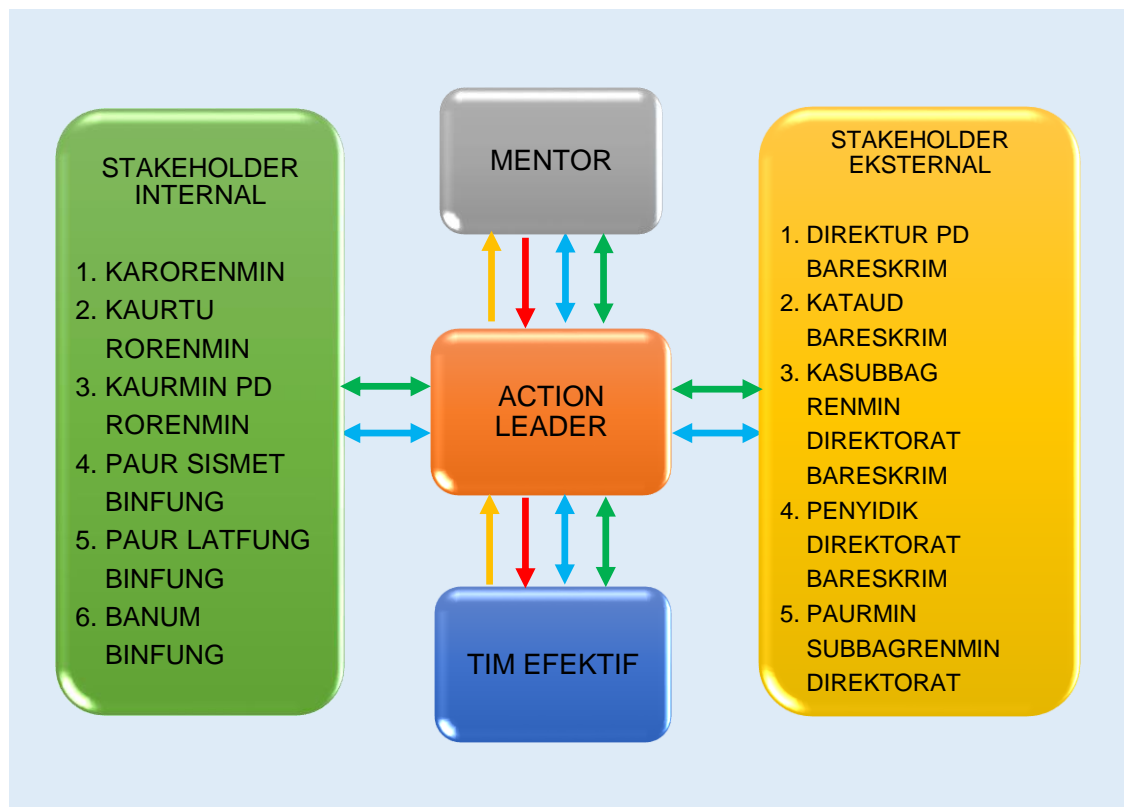 STAKEHOLDER
INTERNAL
1. KARORENMIN
2. KAURTU
RORENMIN
3. KAURMIN PD
RORENMIN
4. PAUR SISMET
BINFUNG
5. PAUR LATFUNG
BINFUNG
6. BANUM
BINFUNG
MENTOR
ACTION
LEADER
TIM EFEKTIF
STAKEHOLDER
EKSTERNAL
1. DIREKTUR PD
BARESKRIM
2. KATAUD
BARESKRIM
3. KASUBBAG
RENMIN
DIREKTORAT
BARESKRIM
4. PENYIDIK
DIREKTORAT
BARESKRIM
5. PAURMIN
SUBBAGRENMIN
DIREKTORAT